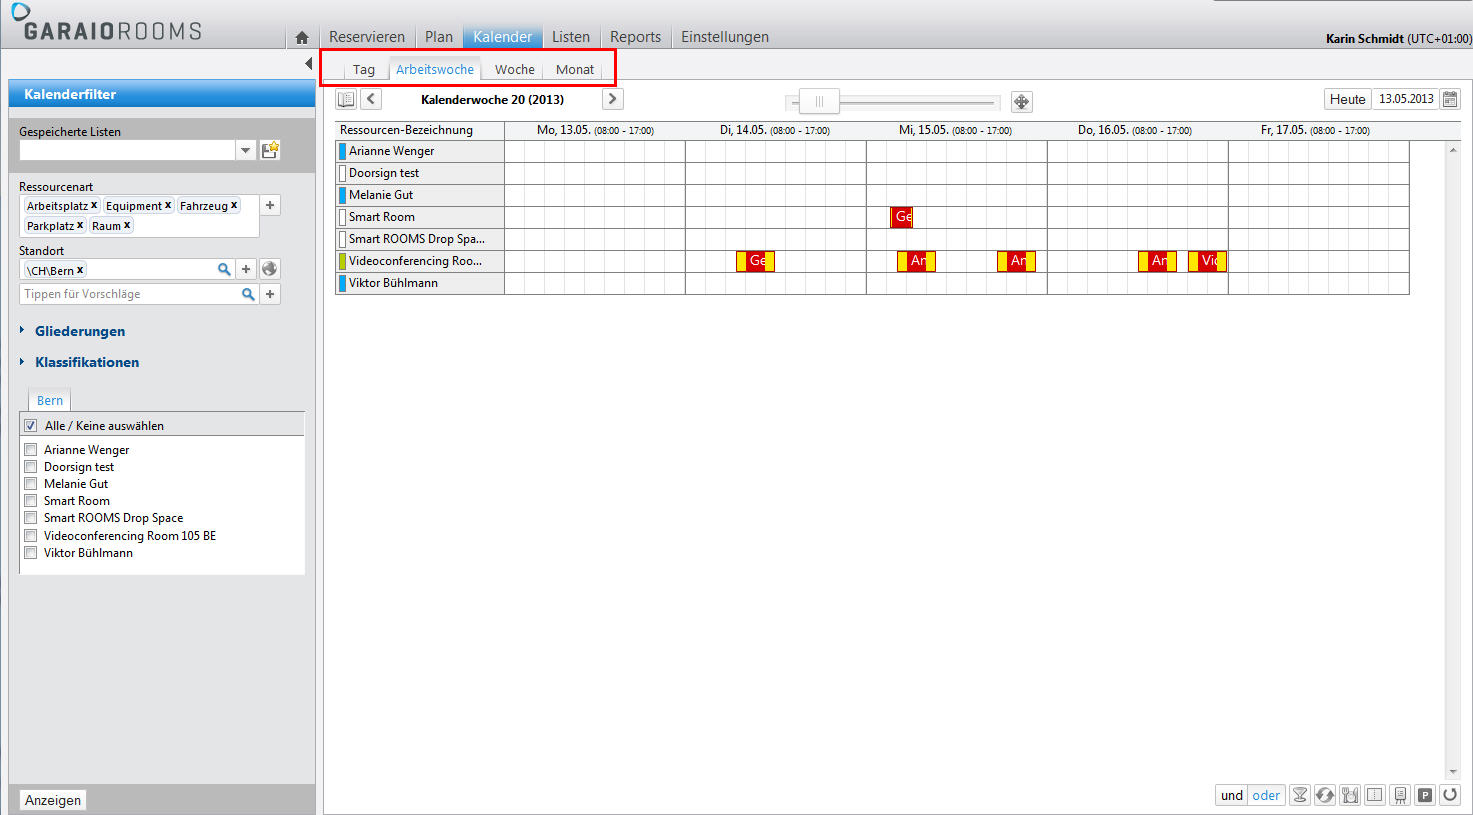 GARAIOROOMS
Reservieren Plan Kalender Listen Reports Einstellungen
Karin Schmidt (UTC+01:00)
Tag Arbeitswoche Woche Monat
Kalenderfilter
Gespeicherte Listen
Ressourcenart
Arbeitsplatz x Equipment x Fahrzeug x
Parkplatz x Raum x
Standort
\CH\Bern x
Tippen für Vorschläge
Gliederungen
Klassifikationen
Bern
Alle / Keine auswählen
Arianne Wenger
Doorsign test
Melanie Gut
Smart Room
Smart ROOMS Drop Space
Videoconferencing Room 105 BE
Viktor Bühlmann
Anzeigen
Kalenderwoche 20 (2013)
Heute 13.05.2013
Ressourcen-Bezeichnung Mo, 13.05. (08:00 - 17:00) Di, 14.05. (08:00 - 17:00) Mi, 15.05. (08:00 - 17:00) Do, 16.05. (08:00 - 17:00) Fr, 17.05. (08:00 - 17:00)
Arianne Wenger
Doorsign test
Melanie Gut
Smart Room Ge
Smart ROOMS Drop Spa...
Videoconferencing Roo... Ge An An An Vic
Viktor Bühlmann
und oder P